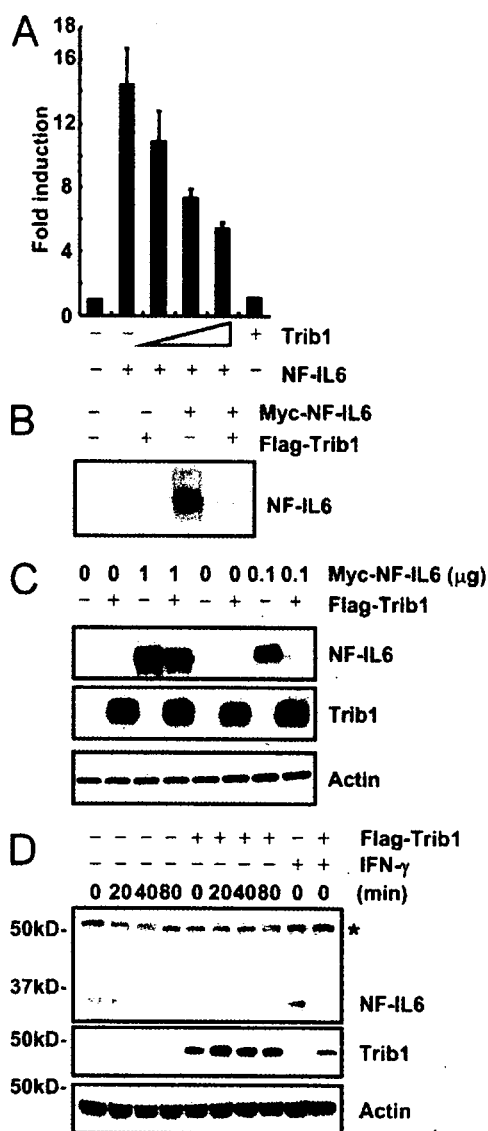 A
18
16
12
8
4
0
Fold induction
− − + Trib1
− + + + + − NF-IL6
B
− − + + Myc-NF-IL6
− + − + Flag-Trib1
NF-IL6
C
0 0 1 1 0 0 0.1 0.1 Myc-NF-IL6 (µg)
− + − + − + − + Flag-Trib1
NF-IL6
Trib1
Actin
D
− − − − + + + + − + Flag-Trib1
− − − − − − − − + + IFN-γ
0 20 40 80 0 20 40 80 0 0 (min)
50kD- *
37kD-
NF-IL6
50kD-
Trib1
50kD-
Actin